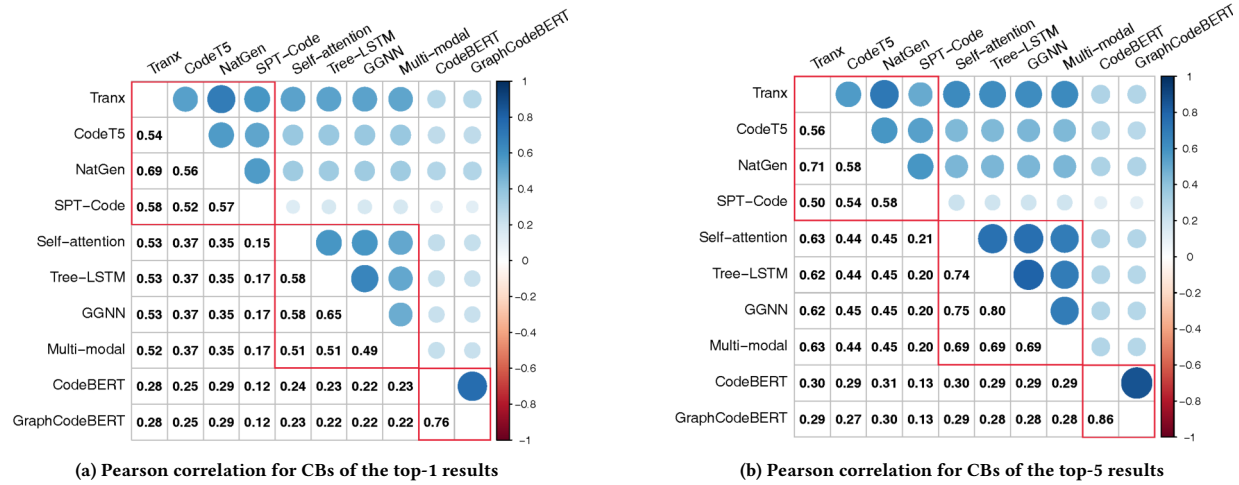 Tranx CodeT5 NatGen SPT-Code Self-attention Tree-LSTM GGNN Multi-modal CodeBERT GraphCodeBERT
Tranx
CodeT5 0.54
NatGen 0.69 0.56
SPT-Code 0.58 0.52 0.57
Self-attention 0.53 0.37 0.35 0.15
Tree-LSTM 0.53 0.37 0.35 0.17 0.58
GGNN 0.53 0.37 0.35 0.17 0.58 0.65
Multi-modal 0.52 0.37 0.35 0.17 0.51 0.51 0.49
CodeBERT 0.28 0.25 0.29 0.12 0.24 0.23 0.22 0.23
GraphCodeBERT 0.28 0.25 0.29 0.12 0.23 0.22 0.22 0.22 0.76
1
0.8
0.6
0.4
0.2
0
-0.2
-0.4
-0.6
-0.8
-1
(a) Pearson correlation for CBs of the top-1 results
Tranx CodeT5 NatGen SPT-Code Self-attention Tree-LSTM GGNN Multi-modal CodeBERT GraphCodeBERT
Tranx
CodeT5 0.56
NatGen 0.71 0.58
SPT-Code 0.50 0.54 0.58
Self-attention 0.63 0.44 0.45 0.21
Tree-LSTM 0.62 0.44 0.45 0.20 0.74
GGNN 0.62 0.45 0.45 0.20 0.75 0.80
Multi-modal 0.63 0.44 0.45 0.20 0.69 0.69 0.69
CodeBERT 0.30 0.29 0.31 0.13 0.30 0.29 0.29 0.29
GraphCodeBERT 0.29 0.27 0.30 0.13 0.29 0.28 0.28 0.28 0.86
1
0.8
0.6
0.4
0.2
0
-0.2
-0.4
-0.6
-0.8
-1
(b) Pearson correlation for CBs of the top-5 results